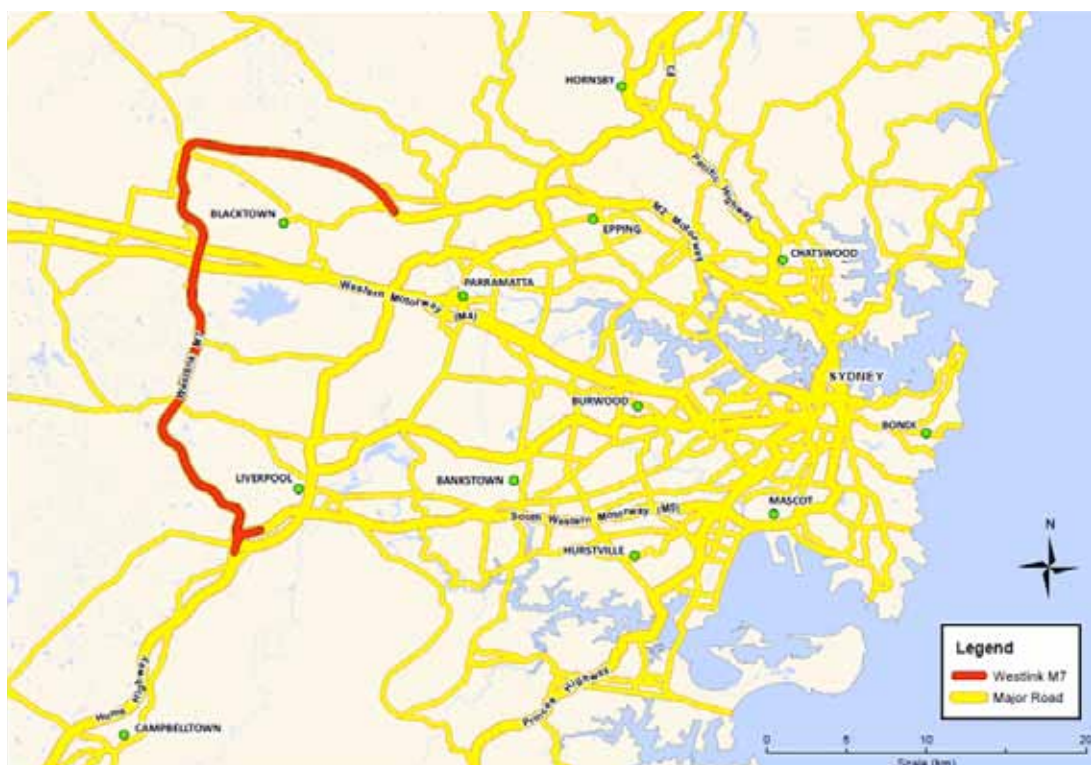 HORNSBY
F3
Pacific Highway
BLACKTOWN
EPPING
M2 Motorway
CHATSWOOD
PARRAMATTA
Western Motorway
(M4)
Westlink M7
SYDNEY
BURWOOD
BONDI
LIVERPOOL
BANKSTOWN
MASCOT
South Western Motorway (M5)
HURSTVILLE
N
Legend
Westlink M7
Major Road
Hume Highway
Princes Highway
CAMPBELLTOWN
0 5 10 20
Scale (km)